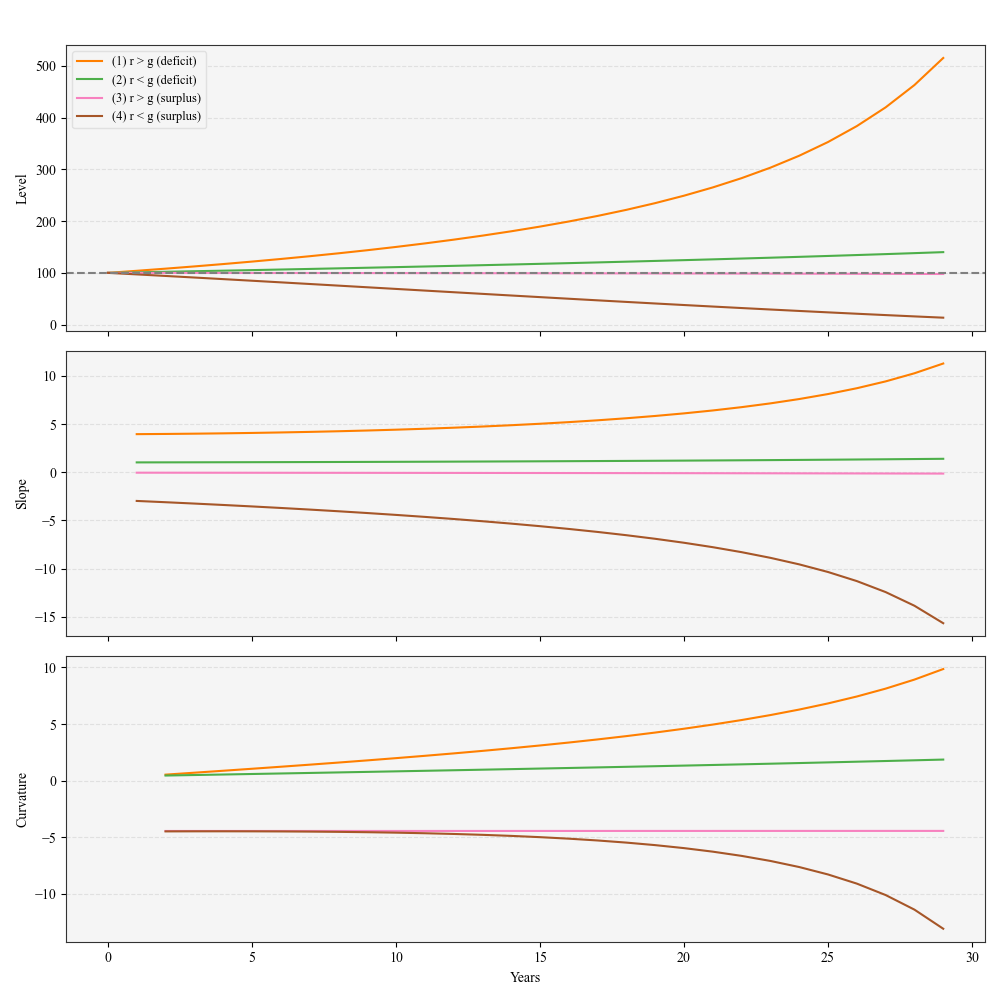 (1) r > g (deficit)
(2) r < g (deficit)
(3) r > g (surplus)
(4) r < g (surplus)
Level
500
400
300
200
100
0
Slope
10
5
0
−5
−10
−15
Curvature
10
5
0
−5
−10
0 5 10 15 20 25 30
Years